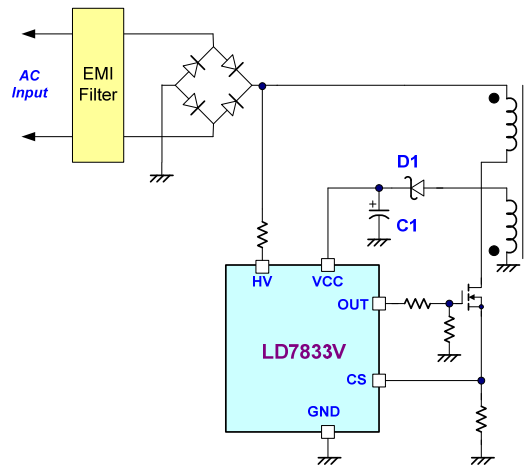 EMI
Filter
AC
Input
D1
+
C1
HV
VCC
OUT
LD7833V
CS
GND